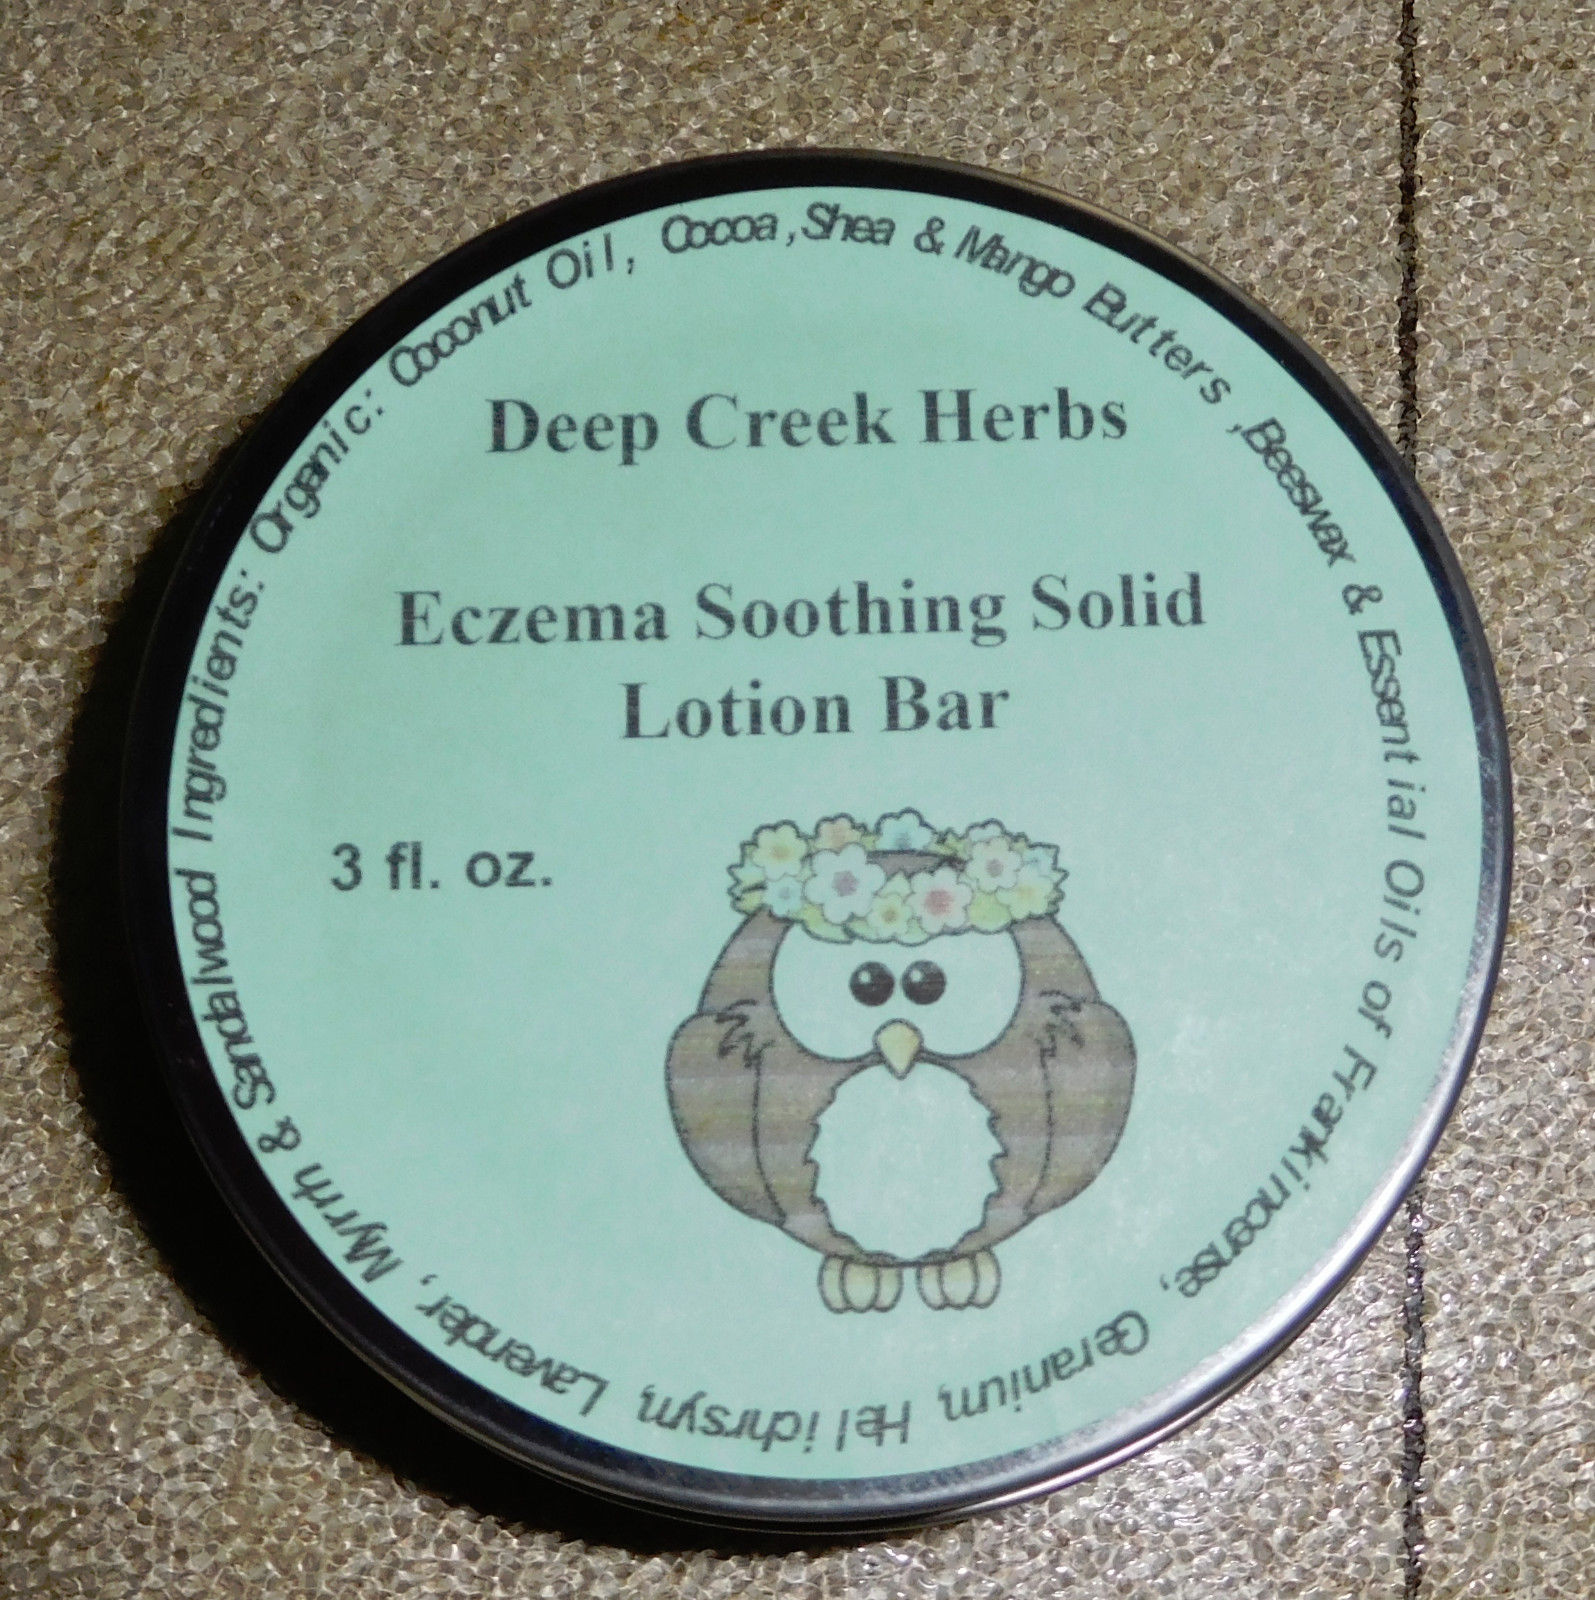 Deep Creek Herbs
Eczema Soothing Solid
Lotion Bar
3 fl. oz.
Ingredients: Organic: Coconut Oil, Cocoa,Shea & Mango Butters ,Beeswax & Essential Oils of Frankincense, Geranium, Helichrsyn, Lavender, Myrrh & Sandalwood